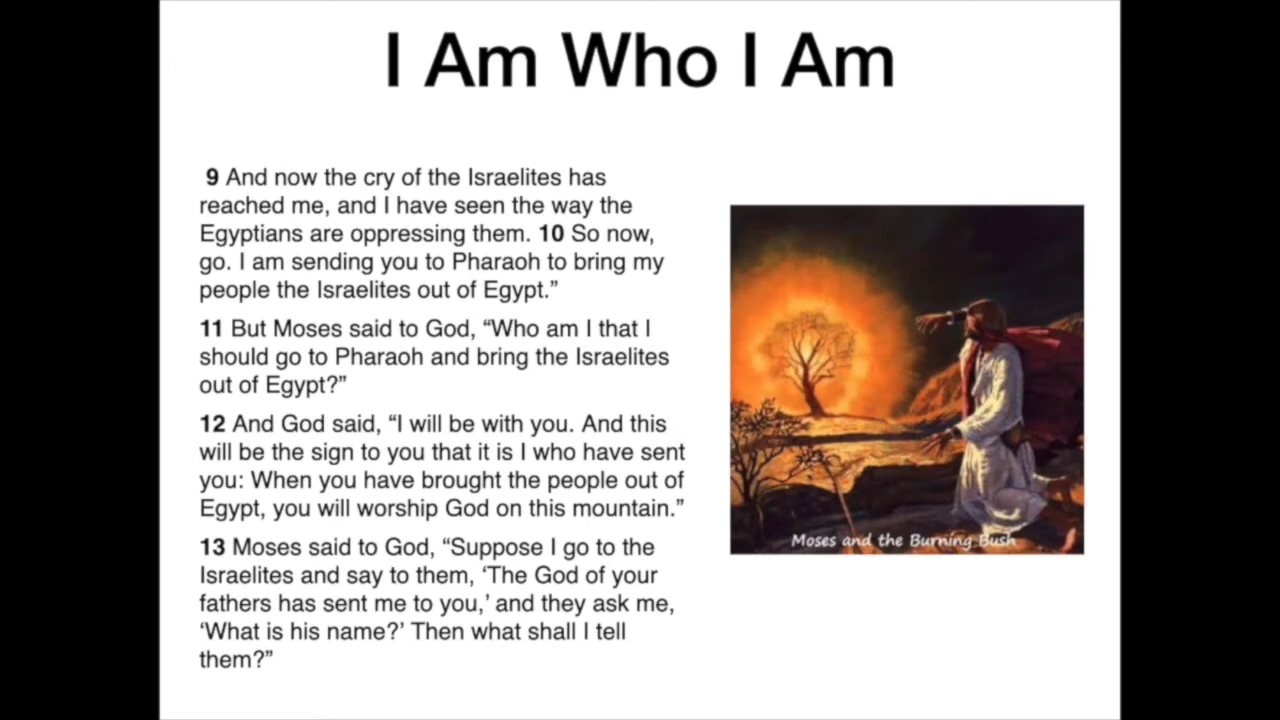 I Am Who I Am
9 And now the cry of the Israelites has
reached me, and I have seen the way the
Egyptians are oppressing them. 10 So now,
go. I am sending you to Pharaoh to bring my
people the Israelites out of Egypt.”
11 But Moses said to God, “Who am I that I
should go to Pharaoh and bring the Israelites
out of Egypt?”
12 And God said, “I will be with you. And this
will be the sign to you that it is I who have sent
you: When you have brought the people out of
Egypt, you will worship God on this mountain.”
13 Moses said to God, “Suppose I go to the
Israelites and say to them, ‘The God of your
fathers has sent me to you,’ and they ask me,
‘What is his name?’ Then what shall I tell
them?”
Moses and the Burning Bush